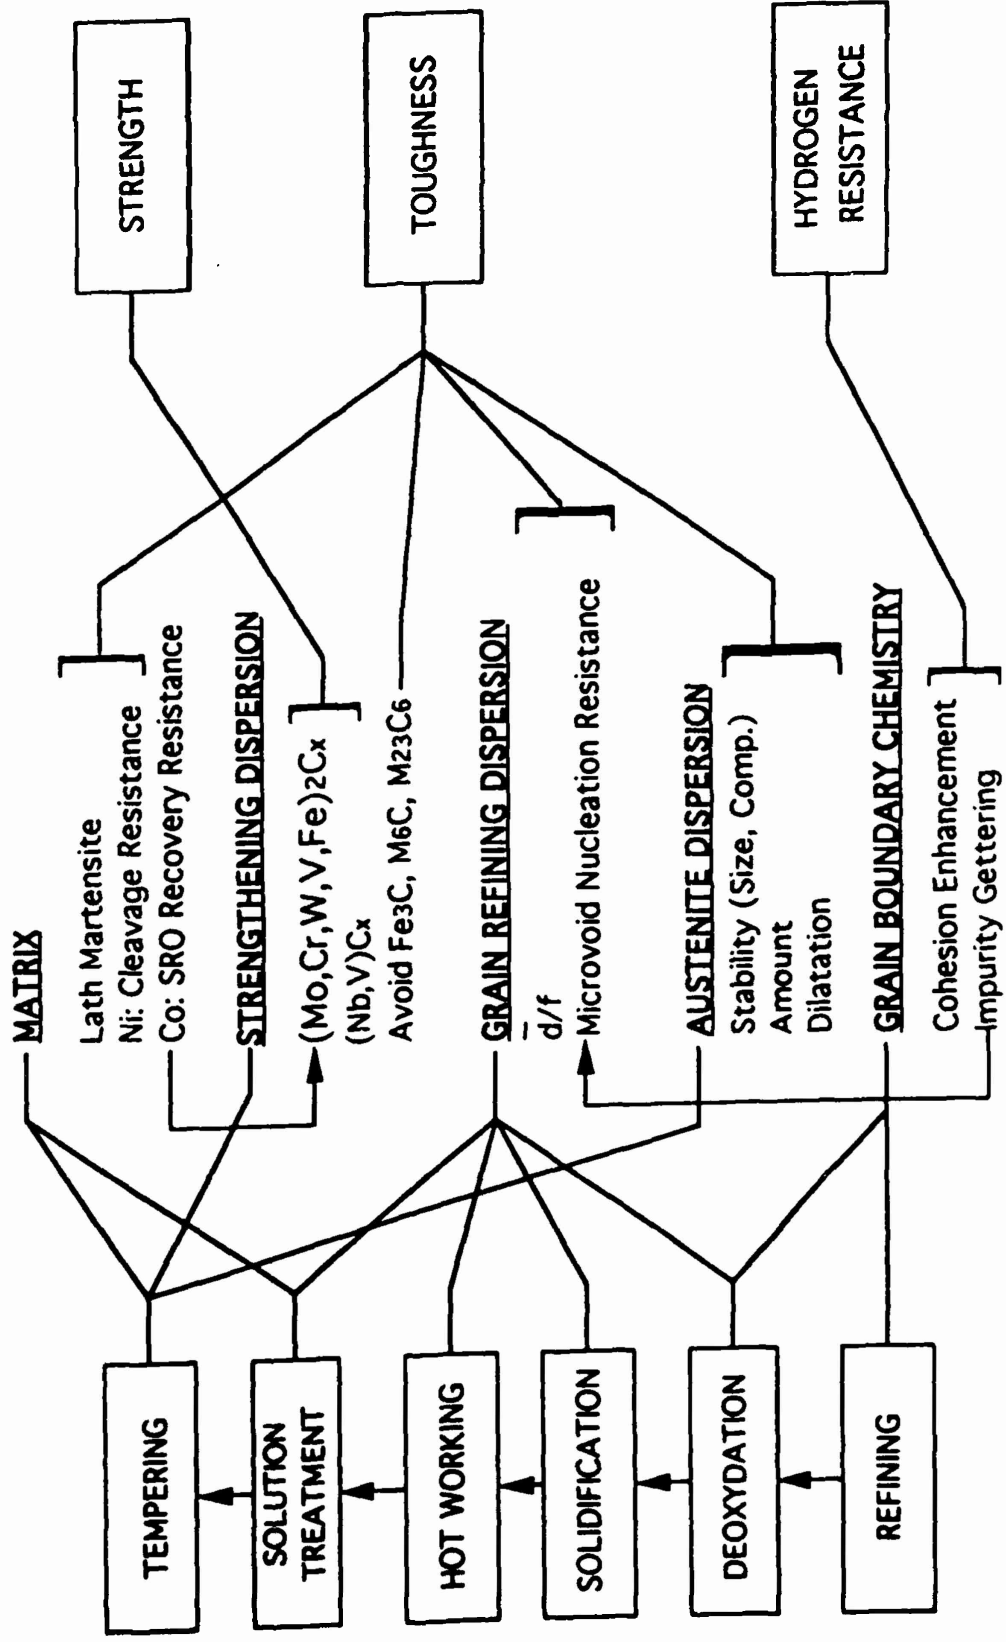 TEMPERING
SOLUTION
TREATMENT
HOT WORKING
SOLIDIFICATION
DEOXYDATION
REFINING
MATRIX
Lath Martensite
Ni: Cleavage Resistance
Co: SRO Recovery Resistance
STRENGTHENING DISPERSION
(Mo,Cr,W,V,Fe)2Cx
(Nb,V)Cx
Avoid Fe3C, M6C, M23C6
GRAIN REFINING DISPERSION
d̅/f
Microvoid Nucleation Resistance
AUSTENITE DISPERSION
Stability (Size, Comp.)
Amount
Dilatation
GRAIN BOUNDARY CHEMISTRY
Cohesion Enhancement
Impurity Gettering
STRENGTH
TOUGHNESS
HYDROGEN
RESISTANCE